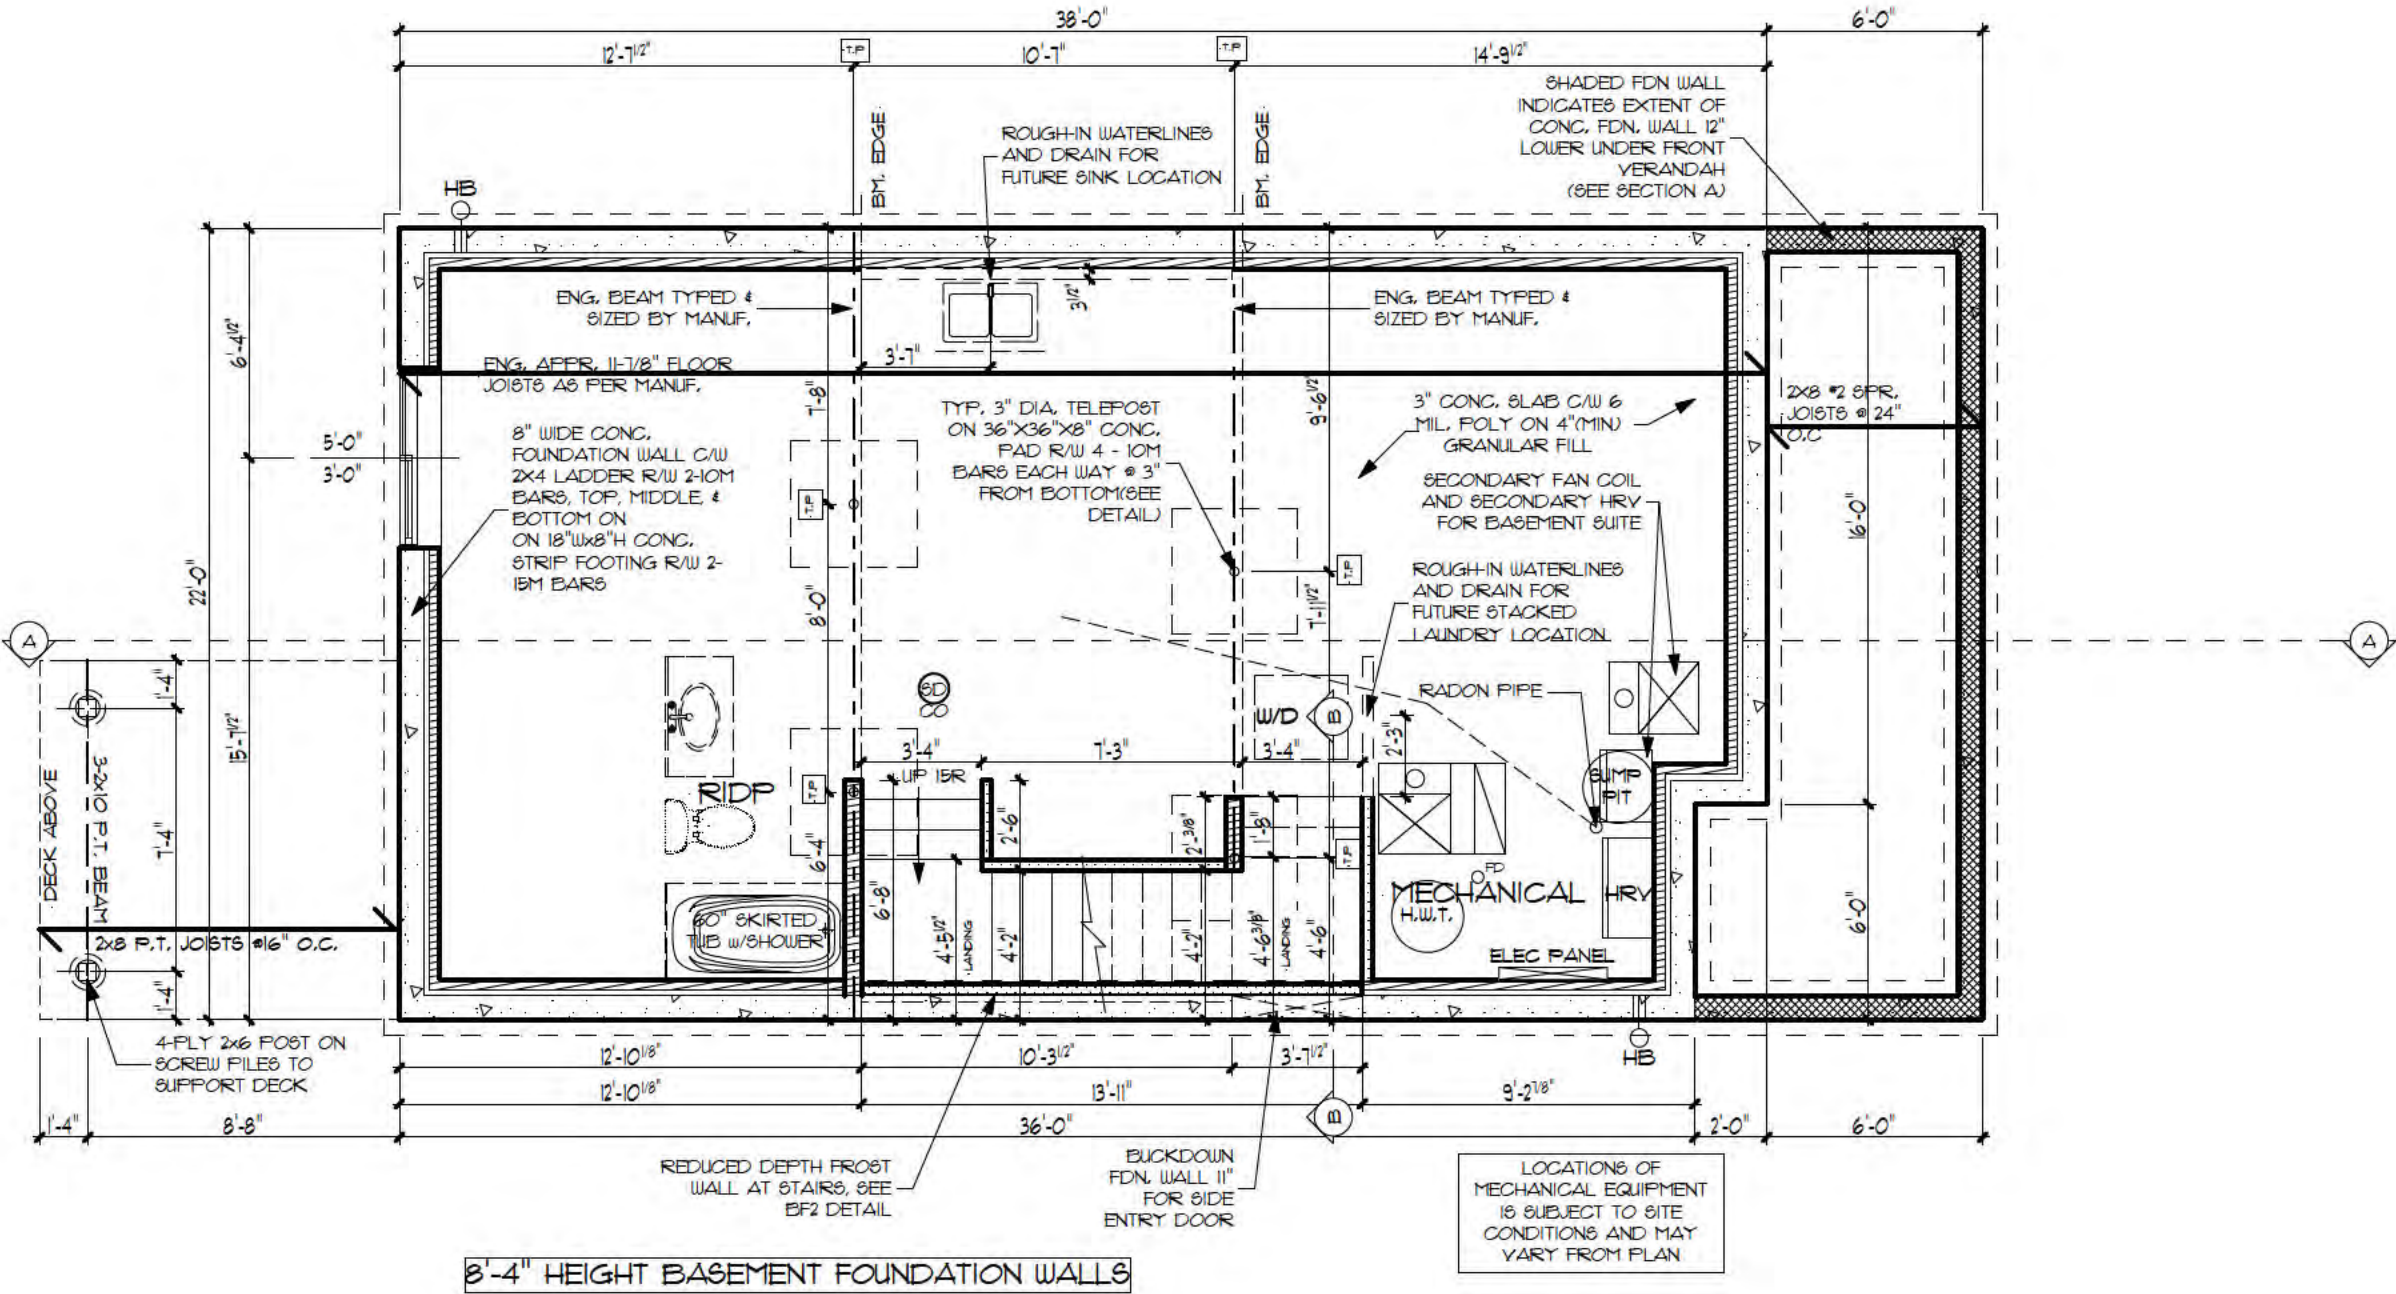 38'-0"
6'-0"
12'-7 1/2"
T.P
10'-7"
T.P
14'-9 1/2"
SHADED FDN WALL
INDICATES EXTENT OF
CONC. FDN. WALL 12"
LOWER UNDER FRONT
VERANDAH
(SEE SECTION A)
BM. EDGE
ROUGH-IN WATERLINES
AND DRAIN FOR
FUTURE SINK LOCATION
BM. EDGE
HB
ENG. BEAM TYPED &
SIZED BY MANUF.
3 1/2"
ENG. BEAM TYPED &
SIZED BY MANUF.
6'-4 1/2"
3'-7"
ENG. APPR. 11-7/8" FLOOR
JOISTS AS PER MANUF.
7'-8"
9'-6 1/2"
8" WIDE CONC.
FOUNDATION WALL C/W
2X4 LADDER R/W 2-10M
BARS, TOP, MIDDLE, &
BOTTOM ON
ON 18"Wx8"H CONC.
STRIP FOOTING R/W 2-
15M BARS
TYP. 3" DIA. TELEPOST
ON 36"X36"X8" CONC.
PAD R/W 4 - 10M
BARS EACH WAY @ 3"
FROM BOTTOM(SEE
DETAIL)
3" CONC. SLAB C/W 6
MIL. POLY ON 4"(MIN)
GRANULAR FILL
2X8 #2 SPR.
JOISTS @ 24"
O.C
5'-0"
3'-0"
SECONDARY FAN COIL
AND SECONDARY HRV
FOR BASEMENT SUITE
T.P
16'-0"
22'-0"
8'-0"
T.P
7'-11 1/2"
ROUGH-IN WATERLINES
AND DRAIN FOR
FUTURE STACKED
LAUNDRY LOCATION
A
A
1'-4"
SD
RADON PIPE
W/D
B
15'-7 1/2"
2'-3"
3'-4"
7'-3"
3'-4"
UP 15R
DECK ABOVE
3-2x10 P.T. BEAM
RIDP
T.P
SUMP
PIT
7'-4"
6'-4"
2'-6"
2'-3/8"
1'-8"
T.P
FD
MECHANICAL
HRV
H.W.T.
6'-8"
60" SKIRTED
TUB w/SHOWER
4'-5 1/2"
LANDING
4'-2"
4'-2"
4'-6 3/8"
LANDING
4'-6"
6'-0"
2x8 P.T. JOISTS @16" O.C.
ELEC PANEL
1'-4"
4-PLY 2x6 POST ON
SCREW PILES TO
SUPPORT DECK
12'-10 1/8"
10'-3 1/2"
3'-7 1/2"
HB
12'-10 1/8"
13'-11"
9'-2 7/8"
B
1'-4"
8'-8"
36'-0"
2'-0"
6'-0"
REDUCED DEPTH FROST
WALL AT STAIRS, SEE
BF2 DETAIL
BUCKDOWN
FDN. WALL 11"
FOR SIDE
ENTRY DOOR
LOCATIONS OF
MECHANICAL EQUIPMENT
IS SUBJECT TO SITE
CONDITIONS AND MAY
VARY FROM PLAN
8'-4" HEIGHT BASEMENT FOUNDATION WALLS